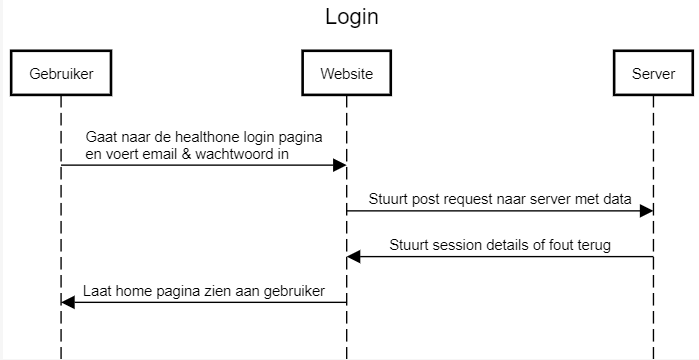 Login
Gebruiker
Website
Server
Gaat naar de healthone login pagina
en voert email & wachtwoord in
Stuurt post request naar server met data
Stuurt session details of fout terug
Laat home pagina zien aan gebruiker